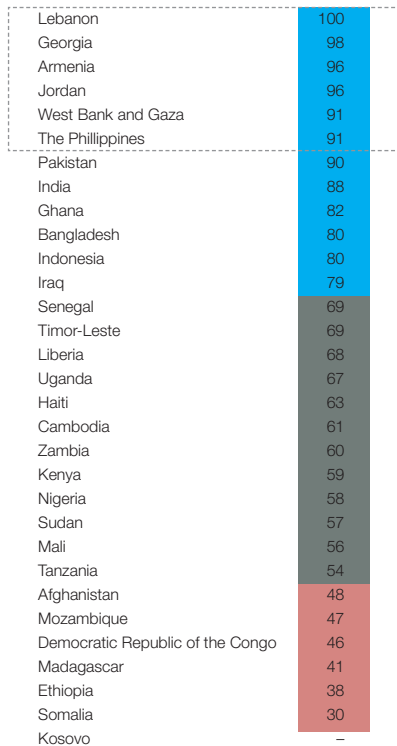 Lebanon 100
Georgia 98
Armenia 96
Jordan 96
West Bank and Gaza 91
The Phillippines 91
Pakistan 90
India 88
Ghana 82
Bangladesh 80
Indonesia 80
Iraq 79
Senegal 69
Timor-Leste 69
Liberia 68
Uganda 67
Haiti 63
Cambodia 61
Zambia 60
Kenya 59
Nigeria 58
Sudan 57
Mali 56
Tanzania 54
Afghanistan 48
Mozambique 47
Democratic Republic of the Congo 46
Madagascar 41
Ethiopia 38
Somalia 30
Kosovo –